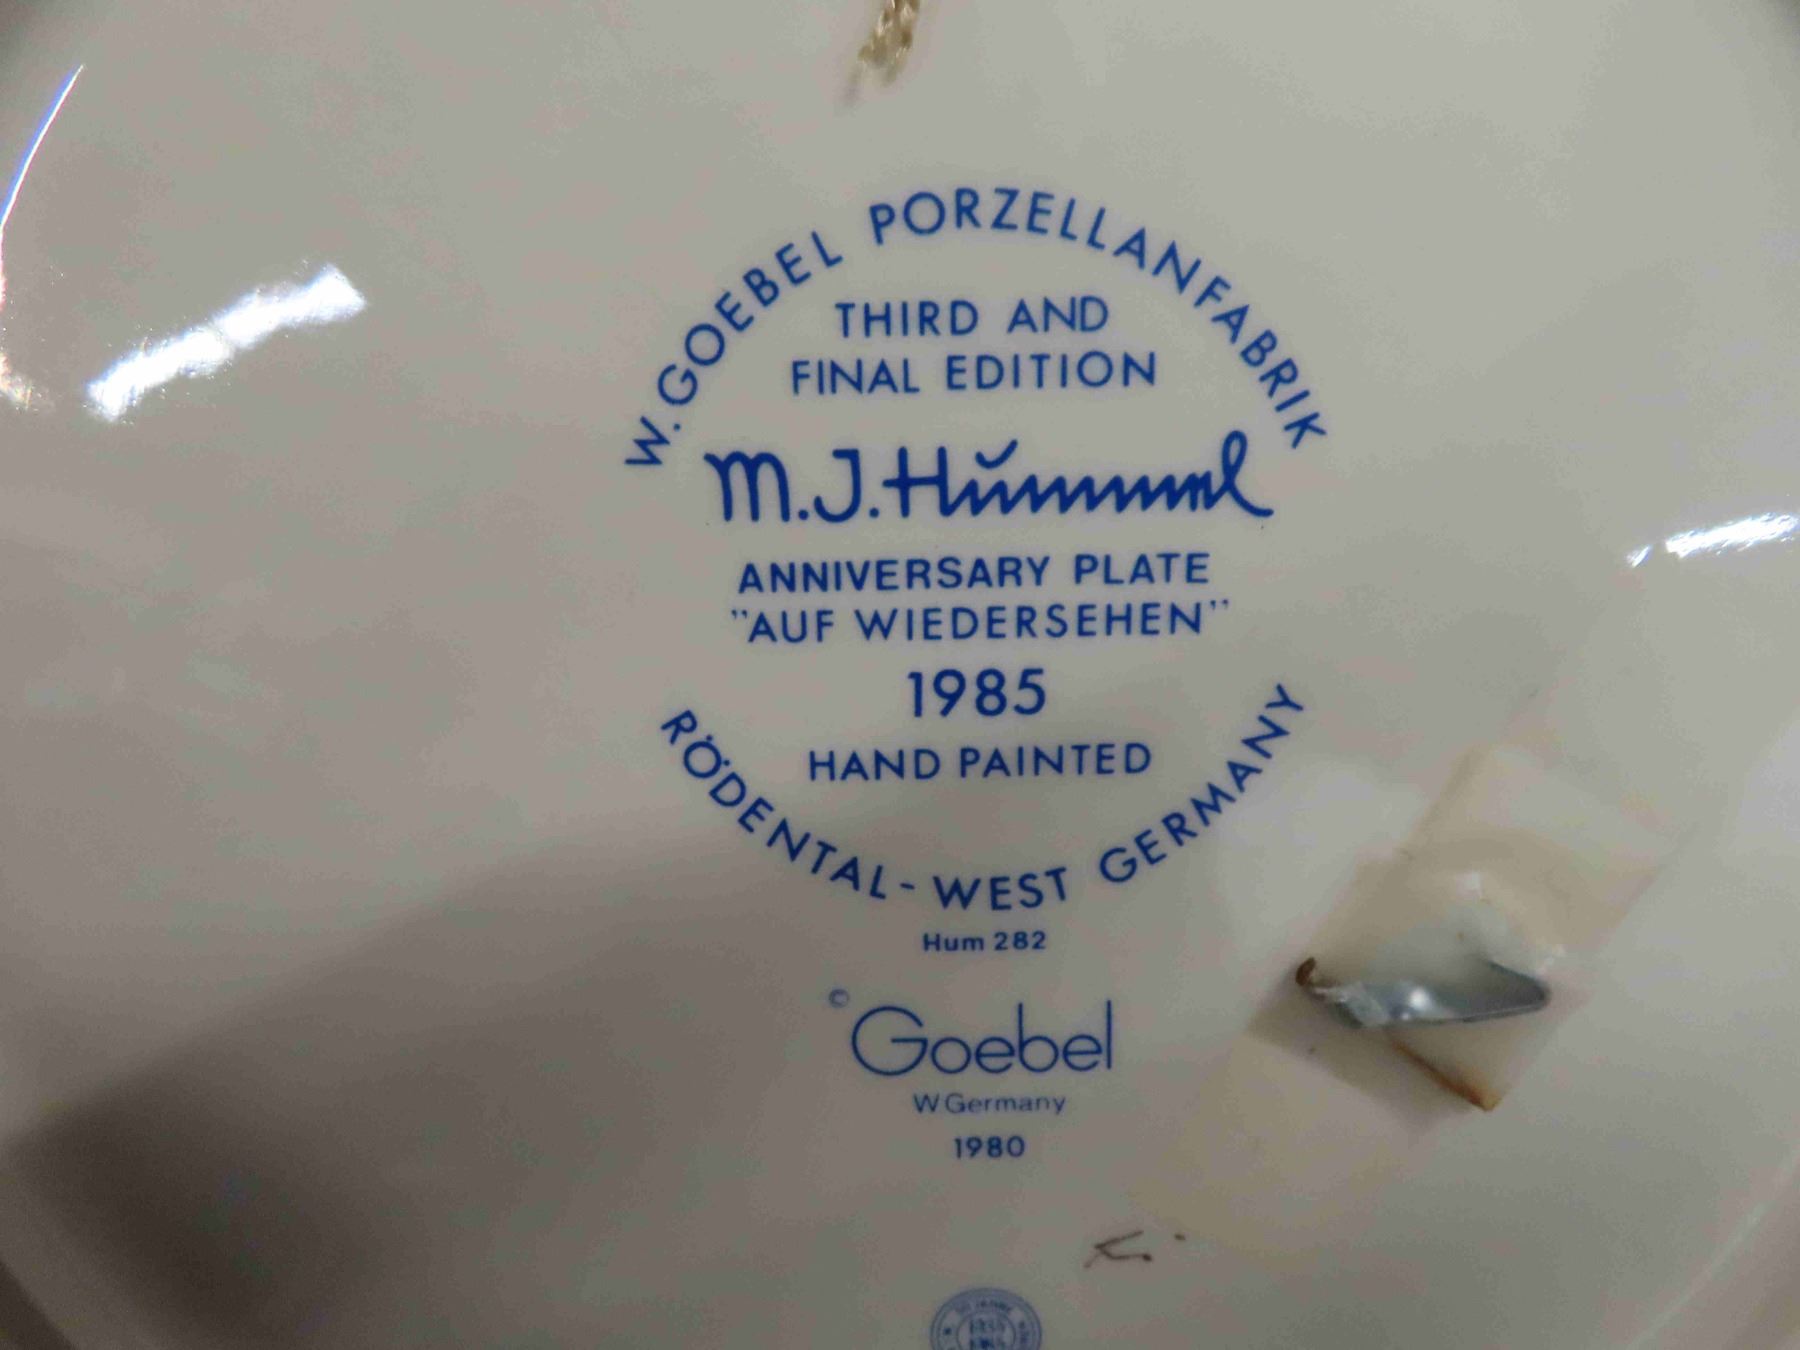 W. GOEBEL PORZELLANFABRIK
THIRD AND
FINAL EDITION
M.J. Hummel
ANNIVERSARY PLATE
"AUF WIEDERSEHEN"
1985
HAND PAINTED
RÖDENTAL - WEST GERMANY
Hum 282
© Goebel
W Germany
1980